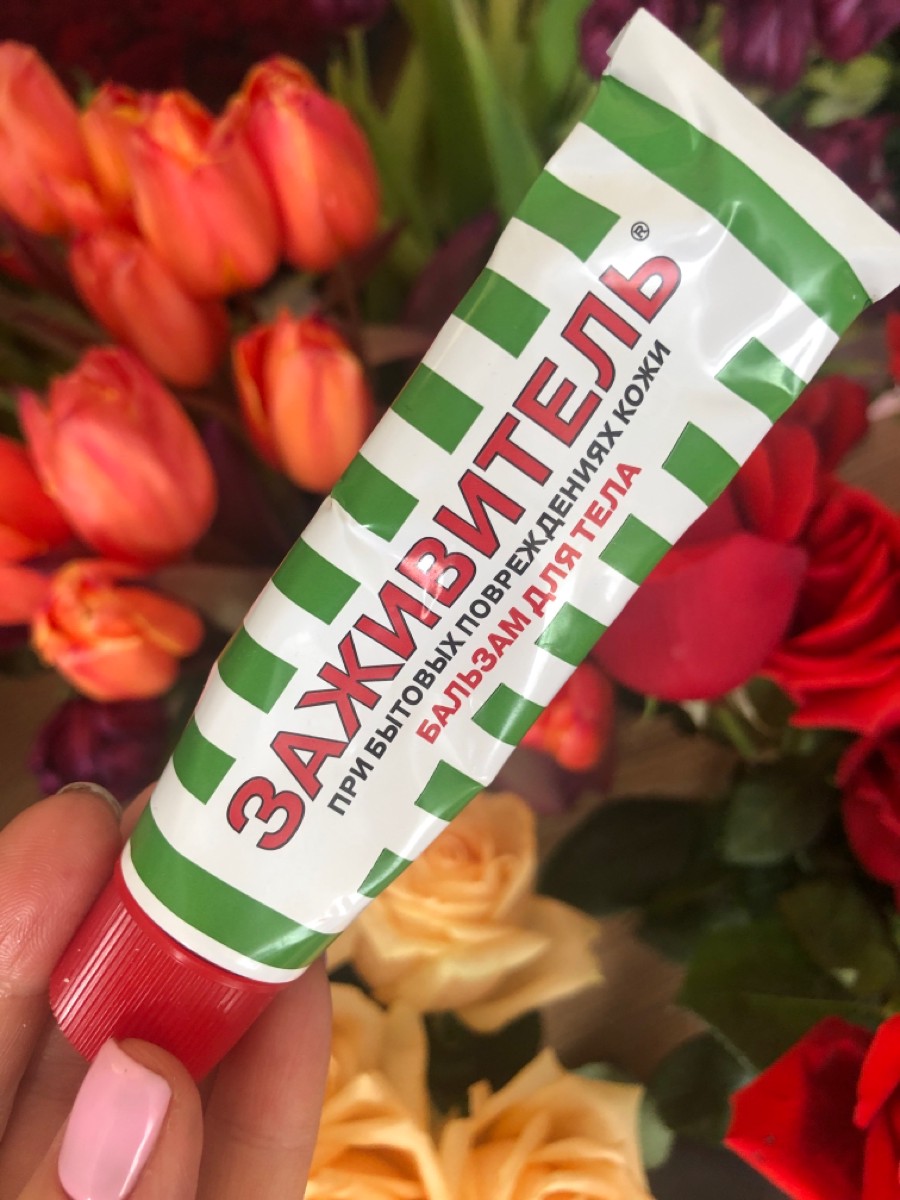 ЗАЖИВИТЕЛЬ®
ПРИ БЫТОВЫХ ПОВРЕЖДЕНИЯХ КОЖИ
БАЛЬЗАМ ДЛЯ ТЕЛА